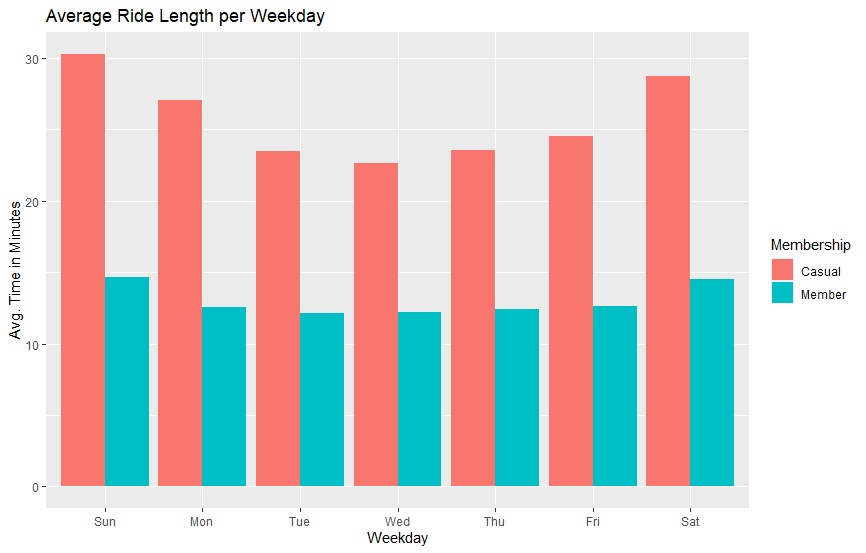 Average Ride Length per Weekday
Avg. Time in Minutes
30
20
10
0
Sun Mon Tue Wed Thu Fri Sat
Weekday
Membership
Casual
Member